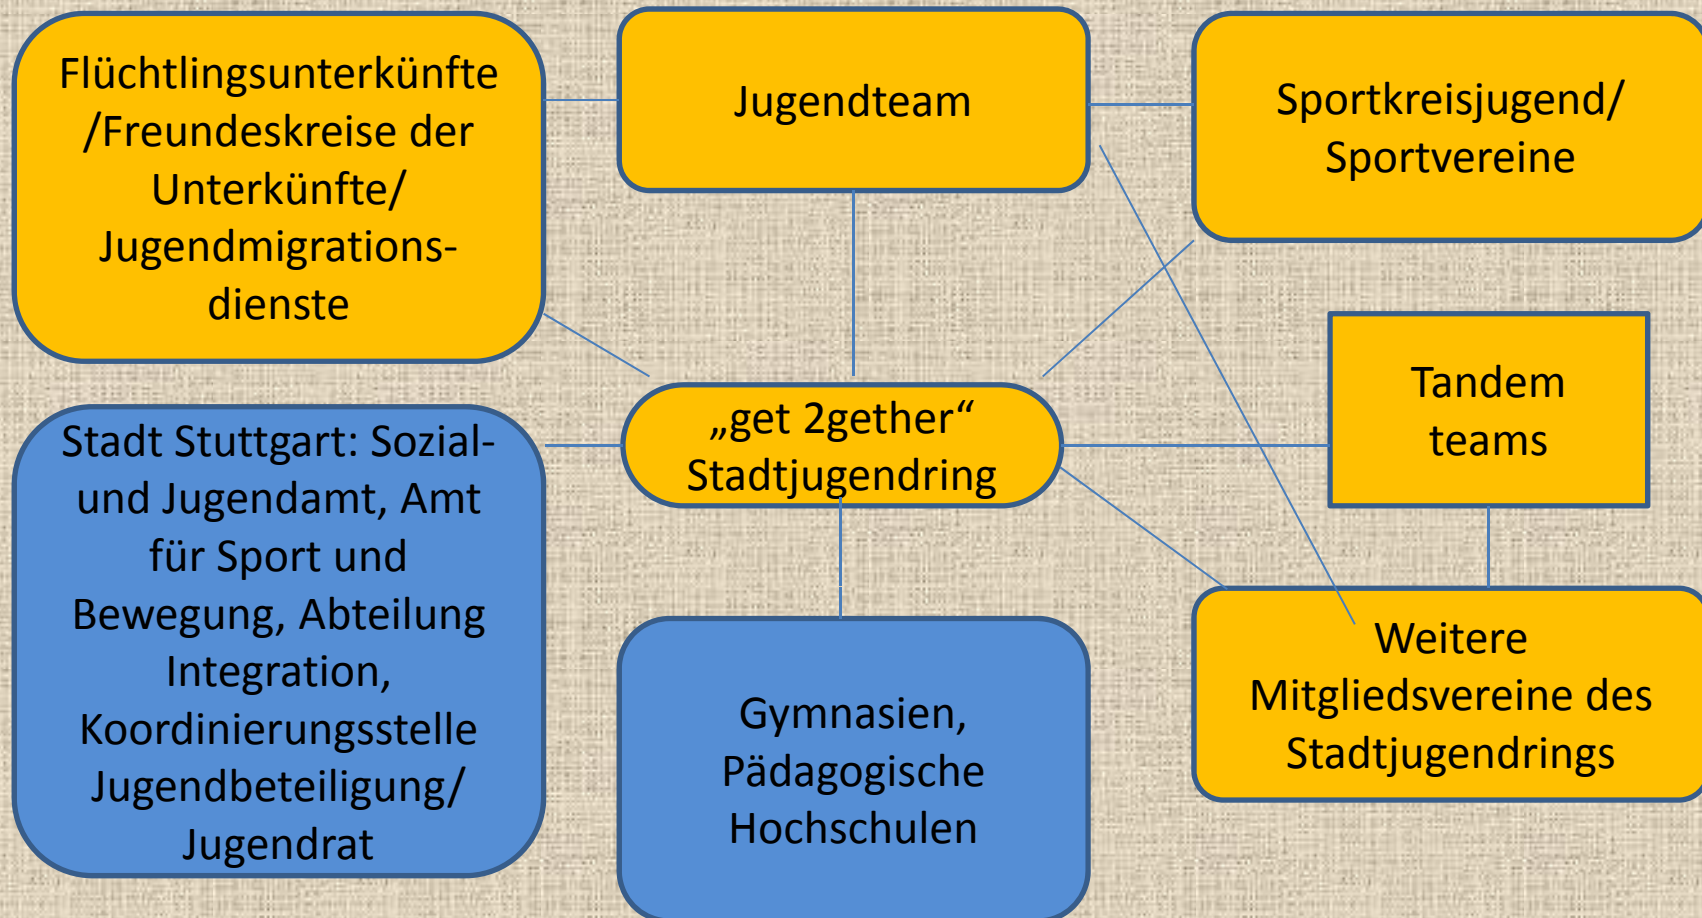 Flüchtlingsunterkünfte
/Freundeskreise der
Unterkünfte/
Jugendmigrations-
dienste
Jugendteam
Sportkreisjugend/
Sportvereine
Stadt Stuttgart: Sozial-
und Jugendamt, Amt
für Sport und
Bewegung, Abteilung
Integration,
Koordinierungsstelle
Jugendbeteiligung/
Jugendrat
„get 2gether“
Stadtjugendring
Tandem
teams
Gymnasien,
Pädagogische
Hochschulen
Weitere
Mitgliedsvereine des
Stadtjugendrings